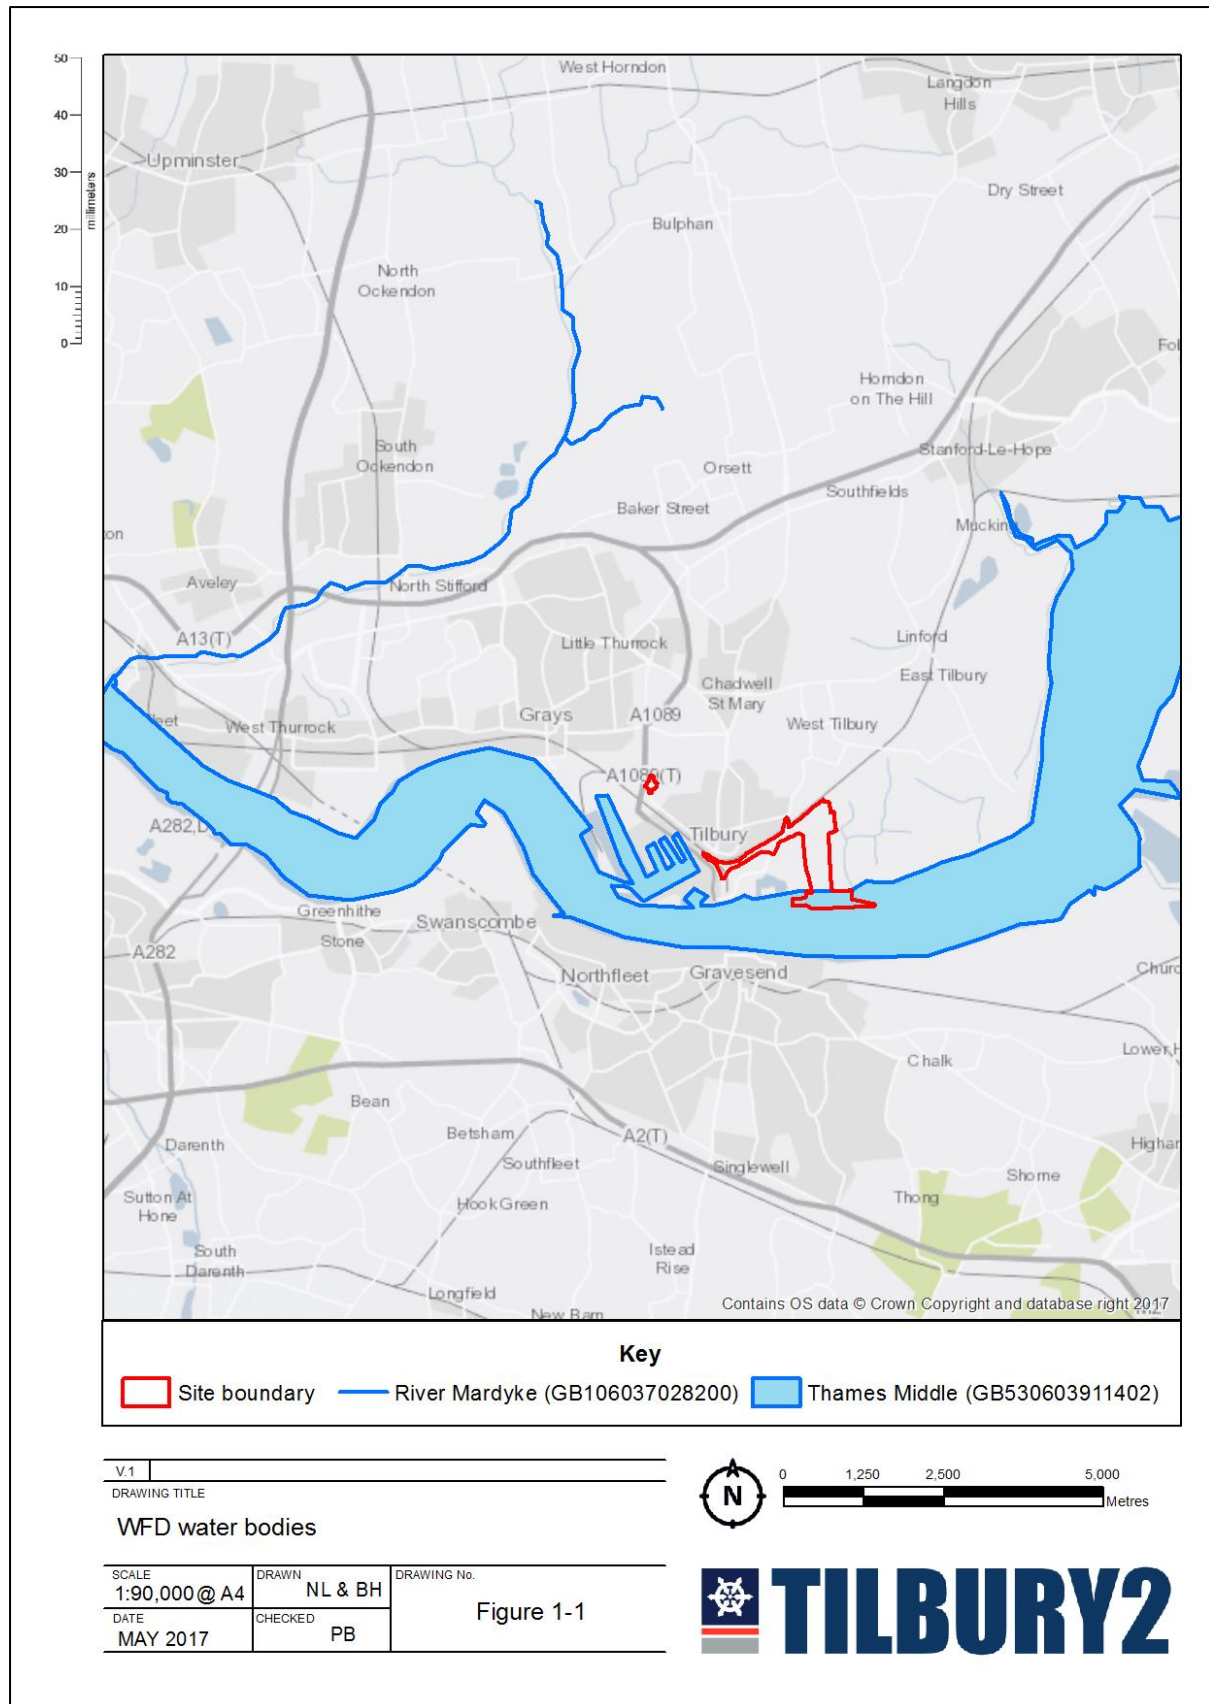 50
40
30
20
10
0
millimeters
West Horndon
Langdon
Hills
Upminster
Dry Street
Bulphan
North
Ockendon
Horndon
on The Hill
South
Ockendon
Stanford-Le-Hope
Orsett
Southfields
Baker Street
Mucking
Aveley
North Stifford
A13(T)
Little Thurrock
Linford
East Tilbury
Chadwell
St Mary
West Thurrock
Grays
A1089
West Tilbury
A1089(T)
Tilbury
A282
Greenhithe
Stone
Swanscombe
A282
Northfleet
Gravesend
Chalk
Bean
Betsham
A2(T)
Darenth
Southfleet
Singlewell
Shorne
Sutton At
Hone
Hook Green
Thong
South
Darenth
Istead
Rise
Longfield
New Barn
Contains OS data © Crown Copyright and database right 2017
Key
Site boundary
River Mardyke (GB106037028200)
Thames Middle (GB530603911402)
V.1
DRAWING TITLE
WFD water bodies
SCALE
1:90,000 @ A4
DRAWN
NL & BH
DRAWING No.
Figure 1-1
DATE
MAY 2017
CHECKED
PB
N
0 1,250 2,500 5,000
Metres
TILBURY2